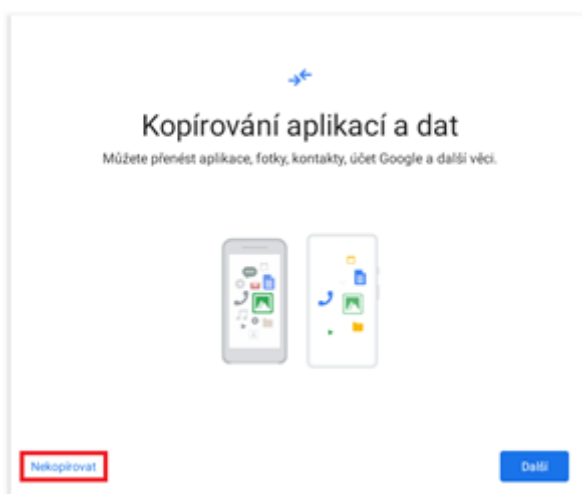 Kopírování aplikací a dat
Můžete přenést aplikace, fotky, kontakty, účet Google a další věci.
Nekopírovat
Další